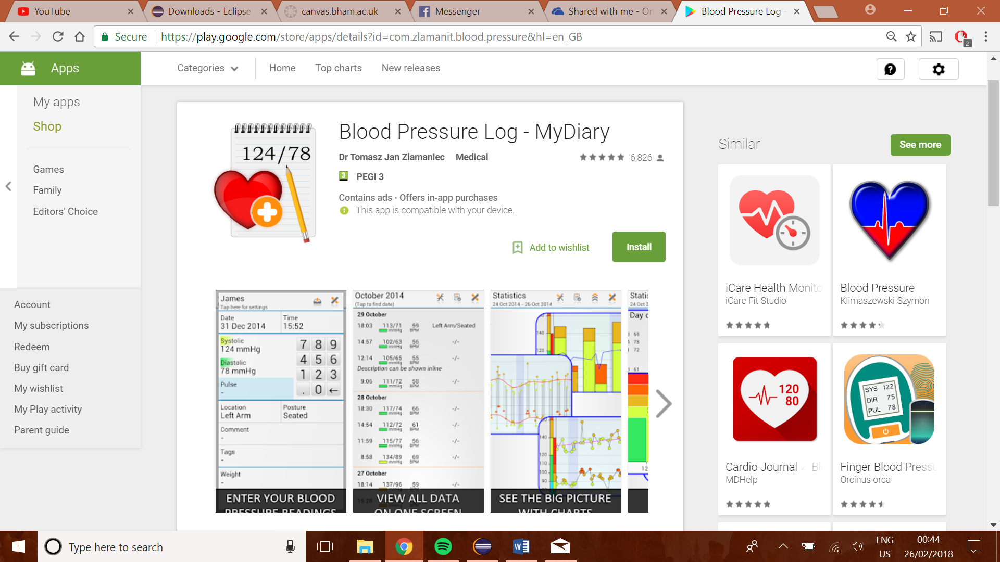 YouTube
Downloads - Eclipse
canvas.bham.ac.uk
Messenger
Shared with me - On
Blood Pressure Log -
Secure
https://play.google.com/store/apps/details?id=com.zlamanit.blood.pressure&hl=en_GB
2
Apps
Categories
Home
Top charts
New releases
My apps
Shop
Games
Family
Editors' Choice
Account
My subscriptions
Redeem
Buy gift card
My wishlist
My Play activity
Parent guide
124/78
Blood Pressure Log - MyDiary
Dr Tomasz Jan Zlamaniec Medical
6,826
3 PEGI 3
Contains ads · Offers in-app purchases
This app is compatible with your device.
Add to wishlist
Install
James
Tap here for settings
Date
31 Dec 2014
Time
15:52
Systolic
124 mmHg
Diastolic
78 mmHg
Pulse
-
7 8 9
4 5 6
1 2 3
. 0 ←
Location
Left Arm
Posture
Seated
Comment
-
Tags
-
Weight
-
ENTER YOUR BLOOD
PRESSURE READINGS
October 2014
(Tap to find date)
29 October
18:03 113/71 mmHg 59 BPM Left Arm/Seated
14:57 102/63 mmHg 56 BPM -/-
12:14 105/65 mmHg 55 BPM -/-
Description can be shown inline
9:06 111/72 mmHg 58 BPM -/-
28 October
18:30 117/74 mmHg 66 BPM -/-
14:54 112/72 mmHg 61 BPM -/-
11:59 115/77 mmHg 56 BPM -/-
8:58 134/89 mmHg 69 BPM -/-
27 October
18:14 137/96 59 -/-
15:28
VIEW ALL DATA
ON ONE SCREEN
Statistics
24 Oct 2014 - 26 Oct 2014
140
120
140
120
110
100
90
SEE THE BIG PICTURE
WITH CHARTS
Statis
24 Oct 2
Day o
68
78
72
61
12
Similar
See more
iCare Health Monito
iCare Fit Studio
Blood Pressure
Klimaszewski Szymon
120
80
Cardio Journal — Bl
MDHelp
SYS 122
DIR 75
PUL 78
Finger Blood Pressu
Orcinus orca
Type here to search
ENG
US
00:44
26/02/2018